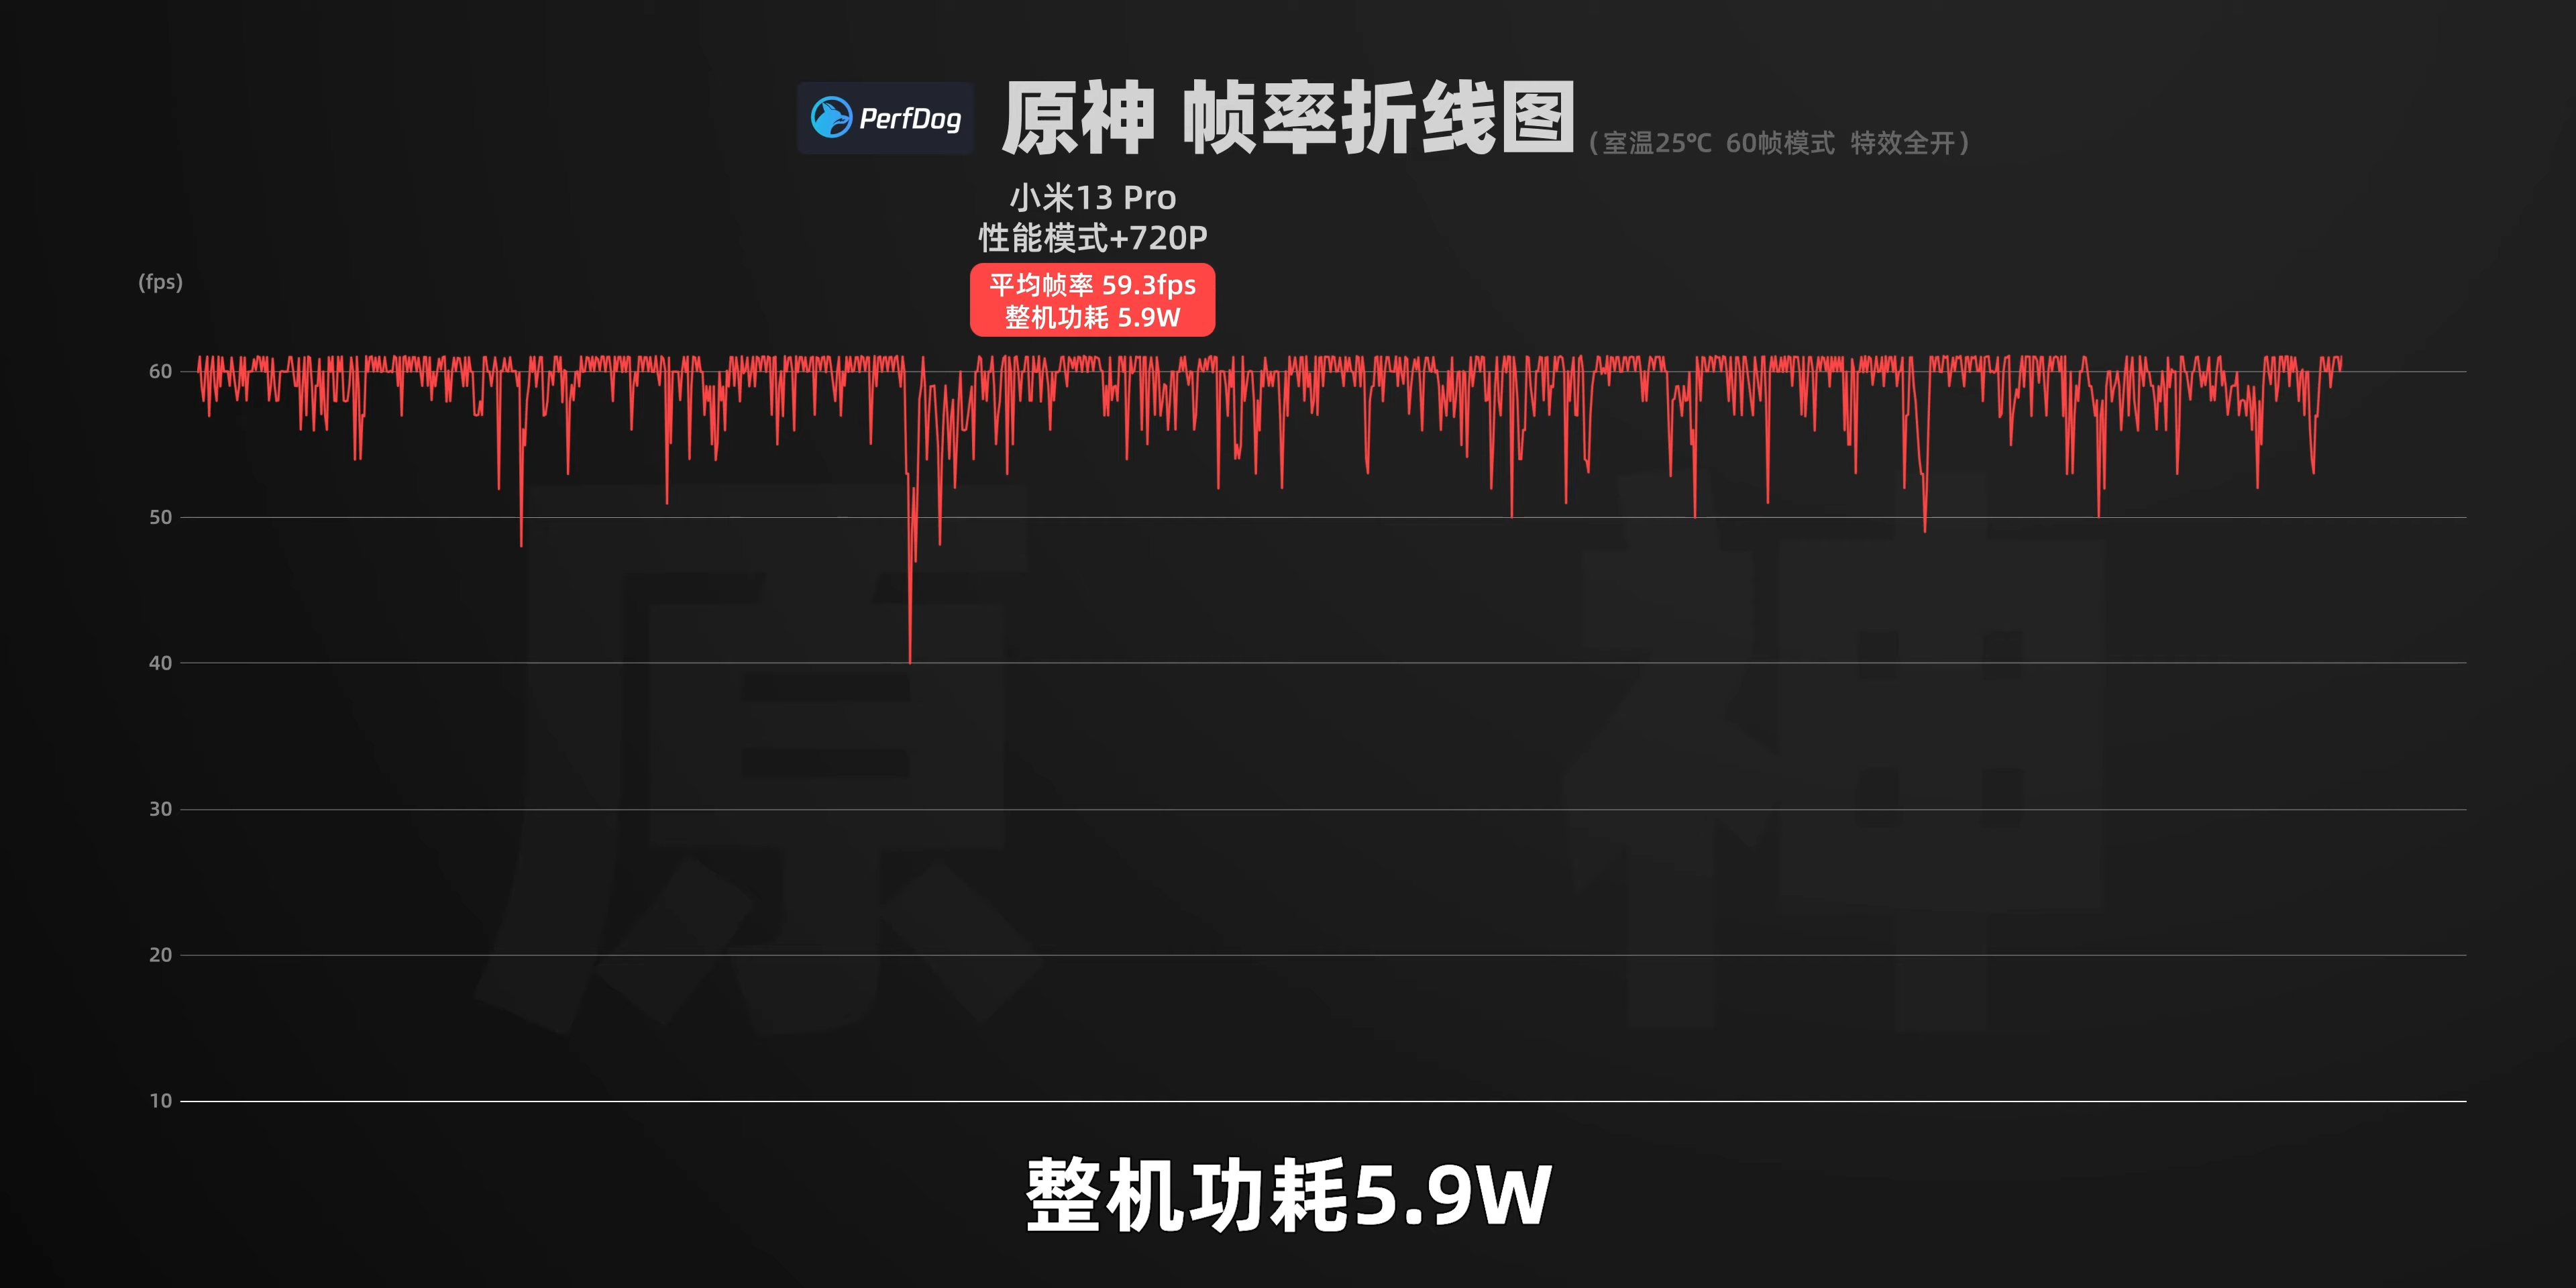 PerfDog 原神 帧率折线图 (室温25℃ 60帧模式 特效全开)
小米13 Pro
性能模式+720P
平均帧率 59.3fps
整机功耗 5.9W
(fps)
60
50
40
30
20
10
原 神
整机功耗5.9W